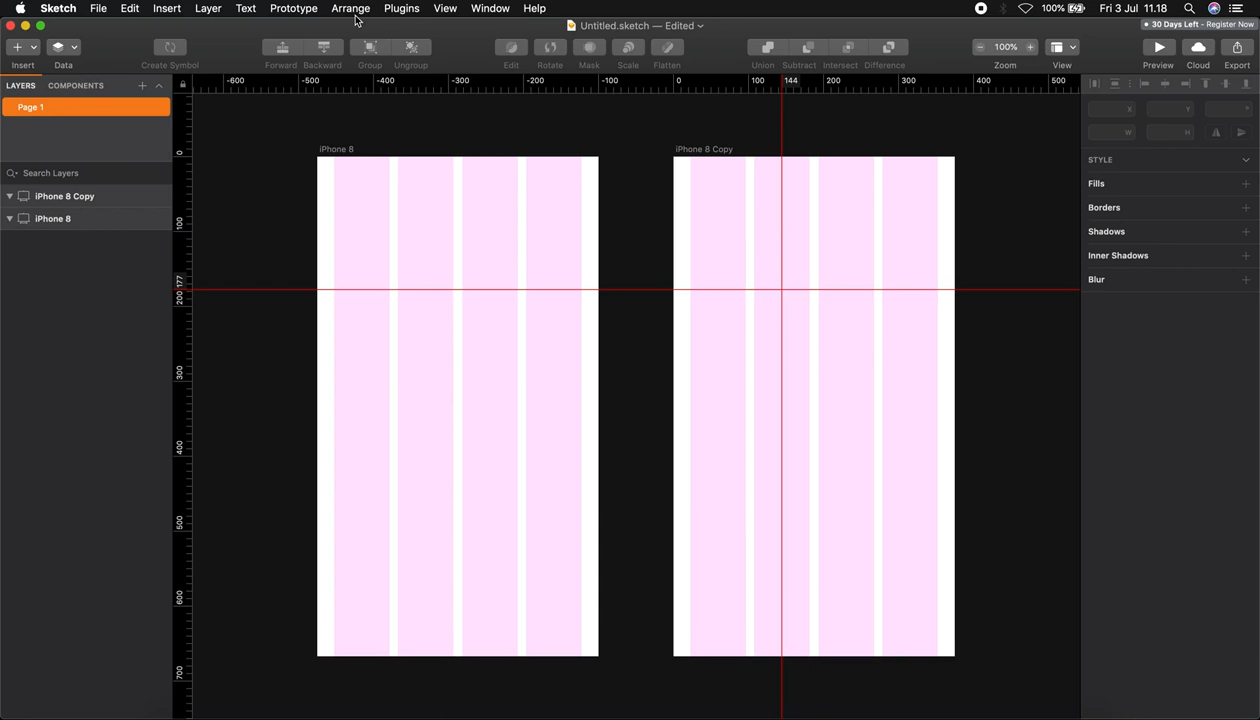 Sketch File Edit Insert Layer Text Prototype Arrange Plugins View Window Help 100% Fri 3 Jul 11.18
Untitled.sketch — Edited
30 Days Left - Register Now
100%
Insert Data Create Symbol Forward Backward Group Ungroup Edit Rotate Mask Scale Flatten Union Subtract Intersect Difference Zoom View Preview Cloud Export
LAYERS COMPONENTS
-600 -500 -400 -300 -200 -100 0 100 144 200 300 400 500
Page 1
X Y °
W H
Search Layers
iPhone 8 Copy
iPhone 8
0
100
177
200
300
400
500
600
700
iPhone 8
iPhone 8 Copy
STYLE
Fills
Borders
Shadows
Inner Shadows
Blur